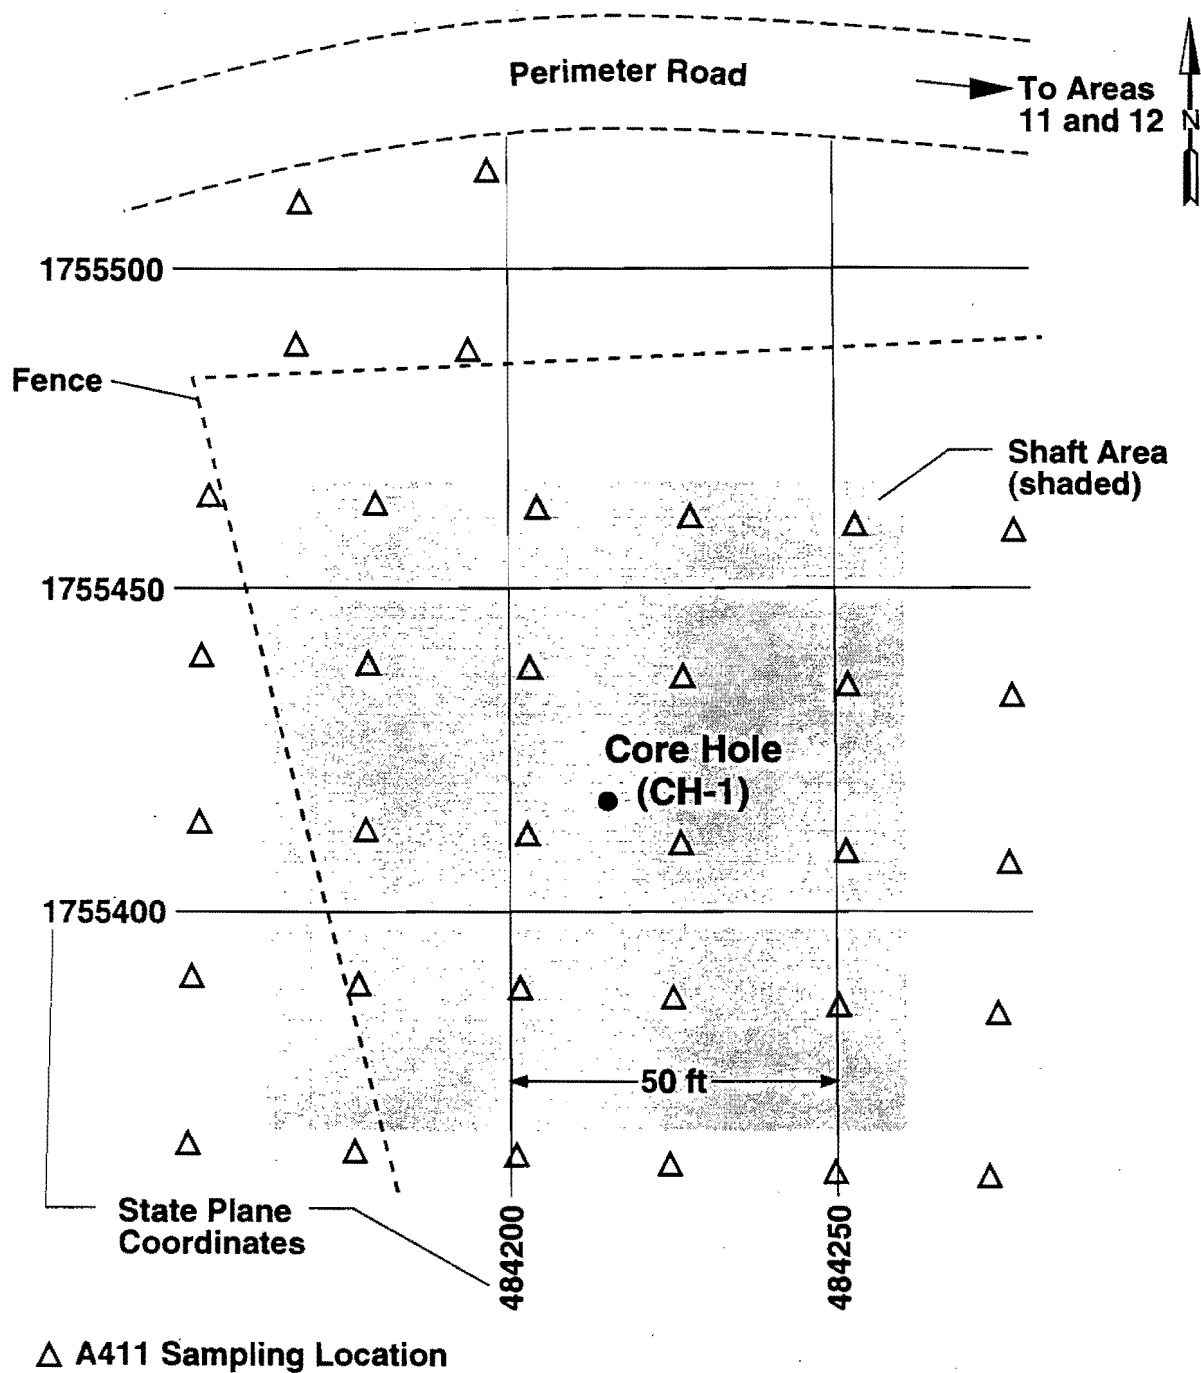 Perimeter Road
To Areas
11 and 12
N
1755500
Fence
Shaft Area
(shaded)
1755450
Core Hole
(CH-1)
1755400
50 ft
State Plane
Coordinates
484200
484250
A411 Sampling Location